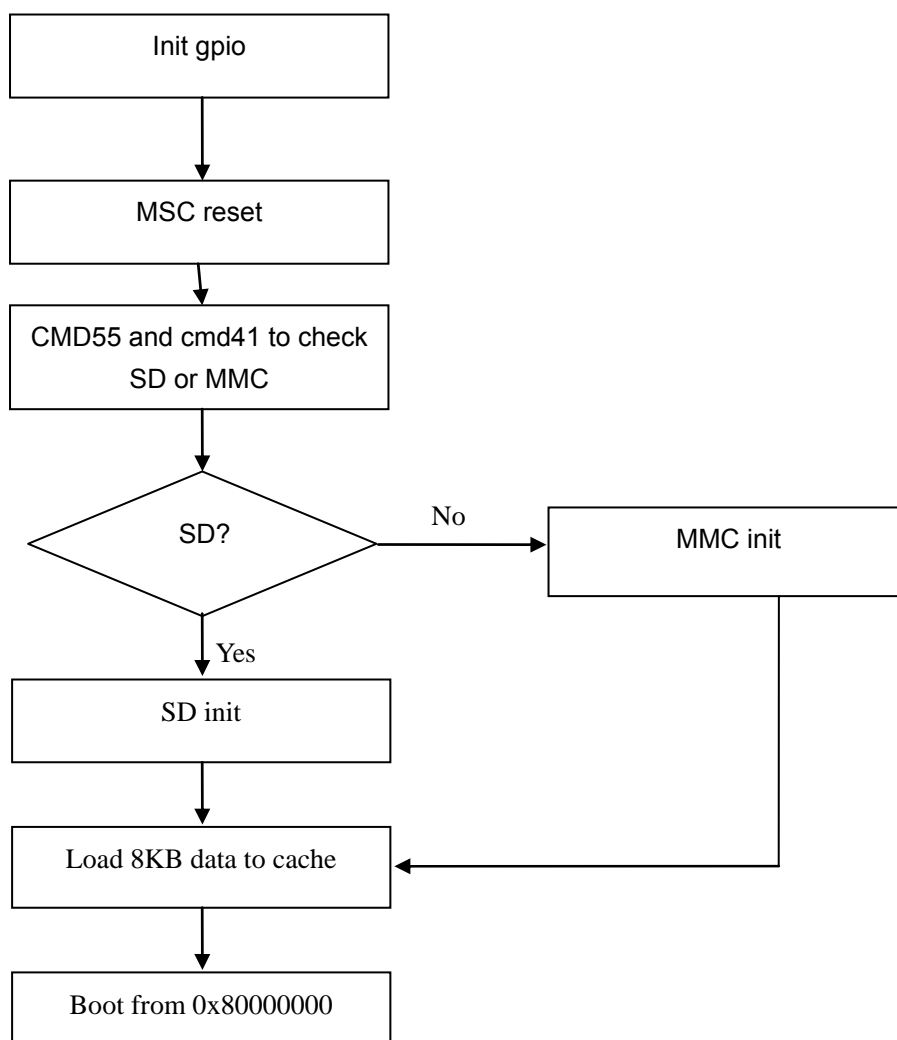 Init gpio
MSC reset
CMD55 and cmd41 to check
SD or MMC
SD?
No
MMC init
Yes
SD init
Load 8KB data to cache
Boot from 0x80000000